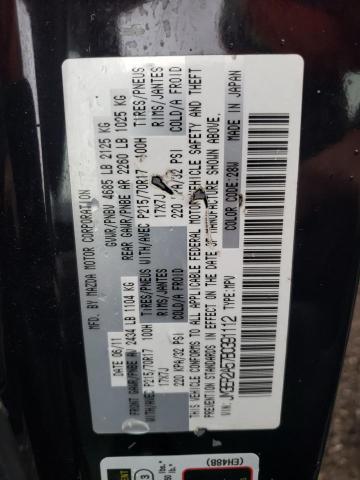 MFD. BY MAZDA MOTOR CORPORATION
DATE 06/11 GVWR/PNBV 4685 LB 2125 KG
FRONT GAWR/PNBE AV 2434 LB 1104 KG REAR GAWR/PNBE AR 2260 LB 1025 KG
WITH/AVEC P215/70R17 100H TIRES/PNEUS WITH/AVEC P215/70R17 100H TIRES/PNEUS
17X7J RIMS/JANTES 17X7J RIMS/JANTES
220 KPA/32 PSI COLD/A FROID 220 KPA/32 PSI COLD/A FROID
THIS VEHICLE CONFORMS TO ALL APPLICABLE FEDERAL MOTOR VEHICLE SAFETY AND THEFT
PREVENTION STANDARDS IN EFFECT ON THE DATE OF MANUFACTURE SHOWN ABOVE.
MADE IN JAPAN
VIN: TYPE: MPV COLOR CODE: 28W
(EH48B)